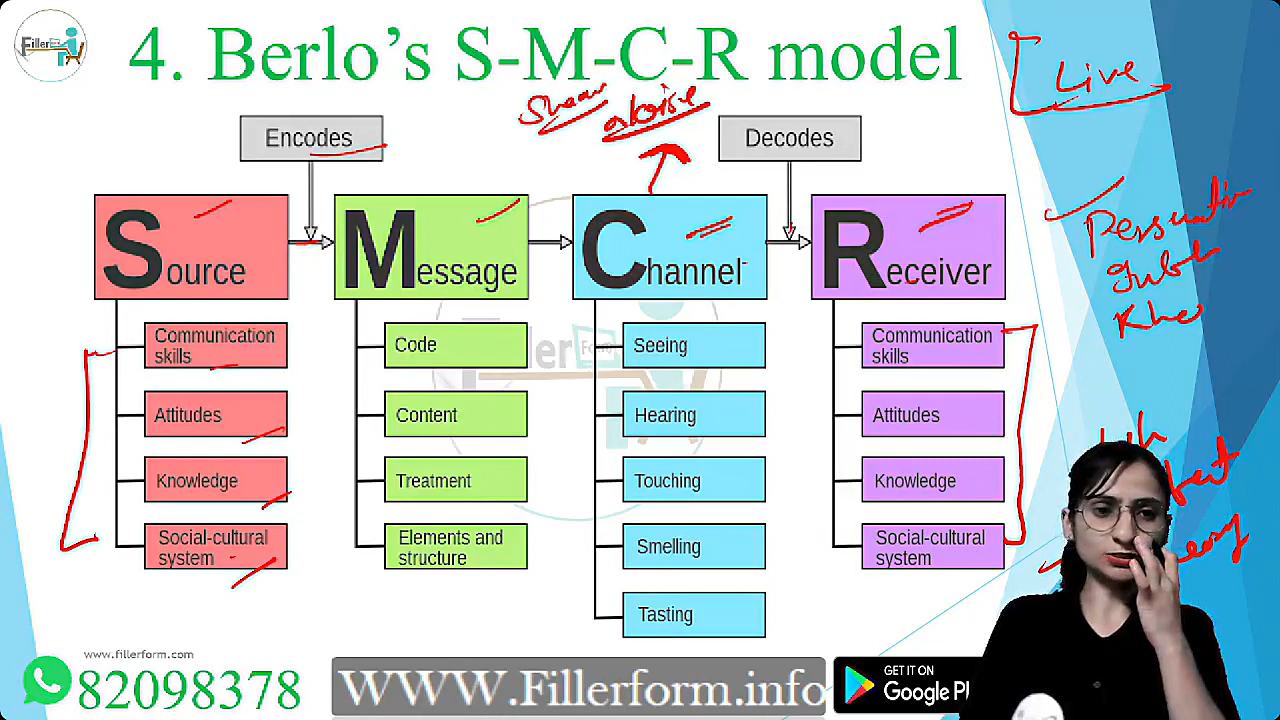 Filler
4. Berlo's S-M-C-R model
Live
noise
Encodes
Decodes
Source
Message
Channel
Receiver
Communication
skills
Attitudes
Knowledge
Social-cultural
system
Code
Content
Treatment
Elements and
structure
Seeing
Hearing
Touching
Smelling
Tasting
Communication
skills
Attitudes
Knowledge
Social-cultural
system
www.fillerform.com
82098378
WWW.Fillerform.info
GET IT ON
Google Pl